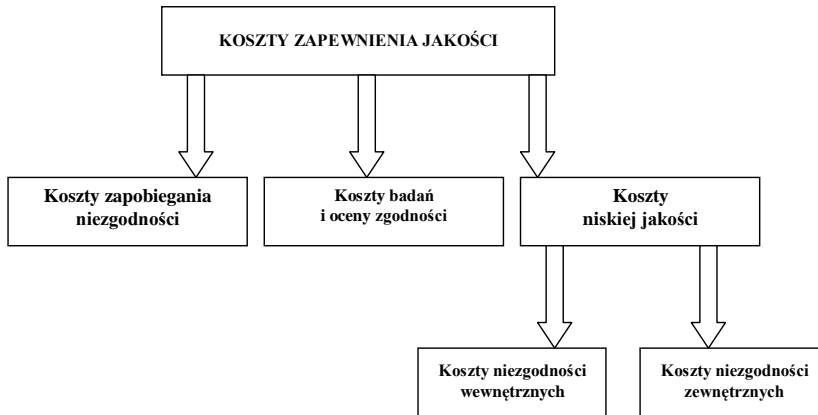 KOSZTY ZAPEWNIENIA JAKOŚCI
Koszty zapobiegania
niezgodności
Koszty badań
i oceny zgodności
Koszty
niskiej jakości
Koszty niezgodności
wewnętrznych
Koszty niezgodności
zewnętrznych